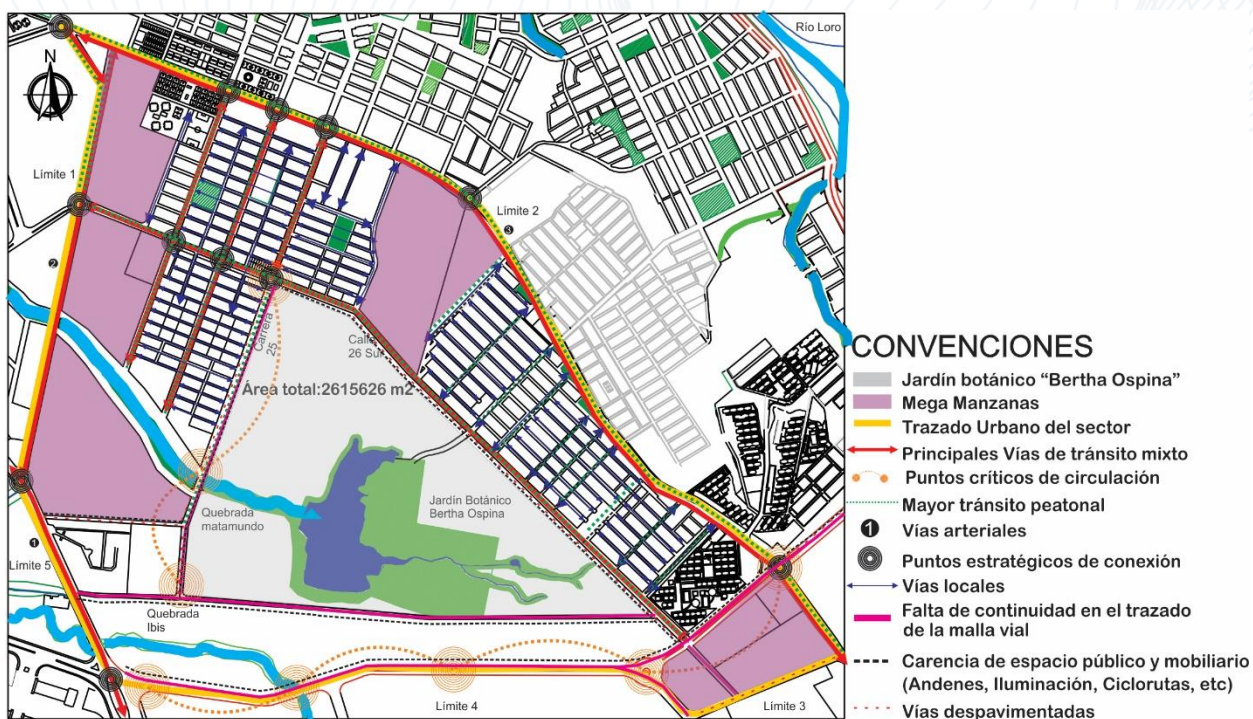 Río Loro
N
Límite 1
Límite 2
3
2
Carrera
25
Calle
26 Sur
Área total:2615626 m2
Jardín Botánico
Bertha Ospina
Quebrada
matamundo
1
Límite 5
Quebrada
Ibis
Límite 4
Límite 3
CONVENCIONES
Jardín botánico “Bertha Ospina”
Mega Manzanas
Trazado Urbano del sector
Principales Vías de tránsito mixto
Puntos críticos de circulación
Mayor tránsito peatonal
1 Vías arteriales
Puntos estratégicos de conexión
Vías locales
Falta de continuidad en el trazado
de la malla vial
Carencia de espacio público y mobiliario
(Andenes, Iluminación, Ciclorutas, etc)
Vías despavimentadas